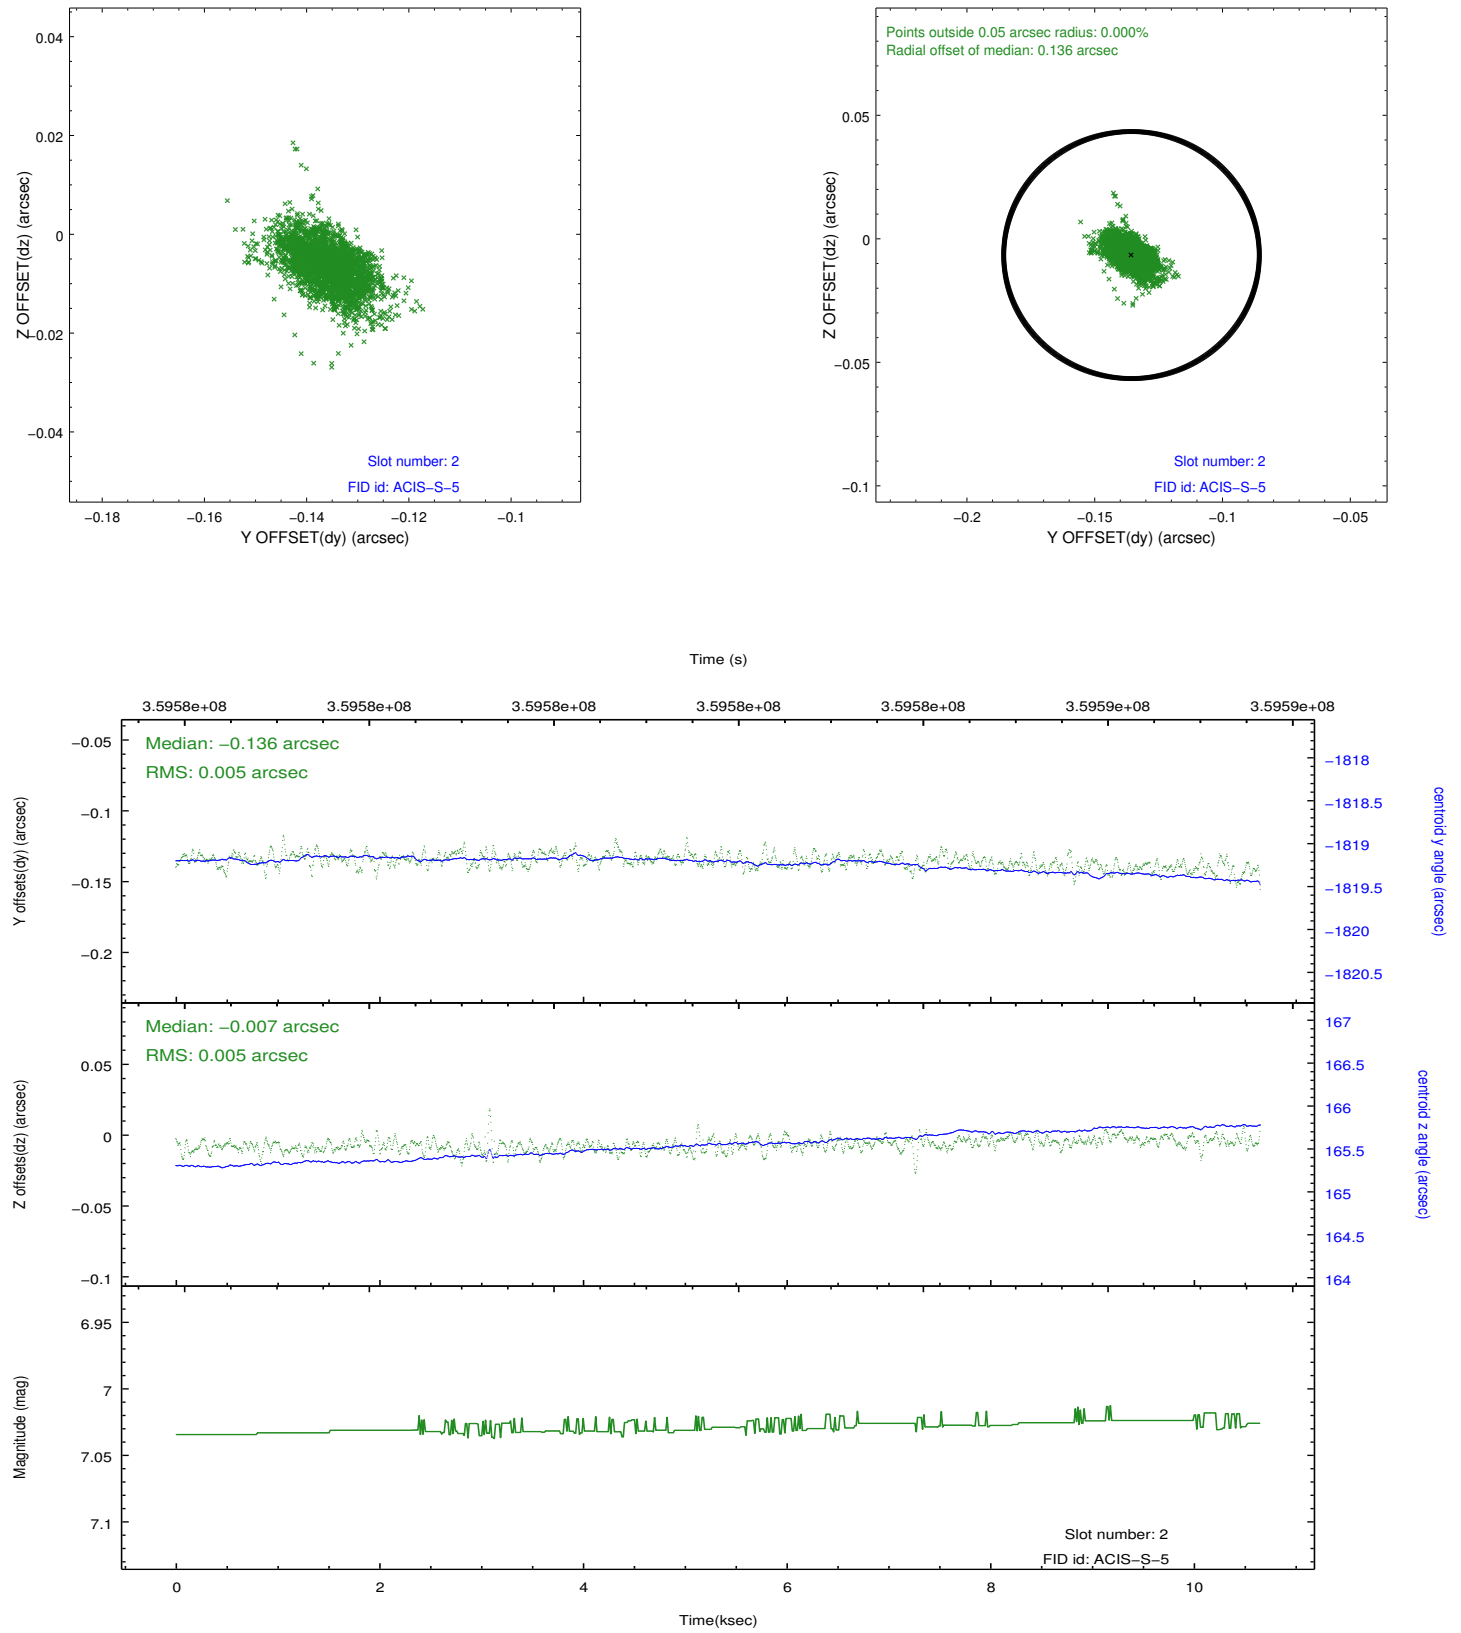 0.04
0.02
0
−0.02
−0.04
Z OFFSET(dz) (arcsec)
Slot number: 2
FID id: ACIS−S−5
−0.18 −0.16 −0.14 −0.12 −0.1
Y OFFSET(dy) (arcsec)
Points outside 0.05 arcsec radius: 0.000%
Radial offset of median: 0.136 arcsec
0.05
0
−0.05
−0.1
Z OFFSET(dz) (arcsec)
Slot number: 2
FID id: ACIS−S−5
−0.2 −0.15 −0.1 −0.05
Y OFFSET(dy) (arcsec)
Time (s)
3.5958e+08 3.5958e+08 3.5958e+08 3.5958e+08 3.5958e+08 3.5959e+08 3.5959e+08
Median: −0.136 arcsec
RMS: 0.005 arcsec
−0.05
−0.1
−0.15
−0.2
Y offsets(dy) (arcsec)
−1818
−1818.5
−1819
−1819.5
−1820
−1820.5
centroid y angle (arcsec)
Median: −0.007 arcsec
RMS: 0.005 arcsec
0.05
0
−0.05
−0.1
Z offsets(dz) (arcsec)
167
166.5
166
165.5
165
164.5
164
centroid z angle (arcsec)
6.95
7
7.05
7.1
Magnitude (mag)
Slot number: 2
FID id: ACIS−S−5
0 2 4 6 8 10
Time(ksec)